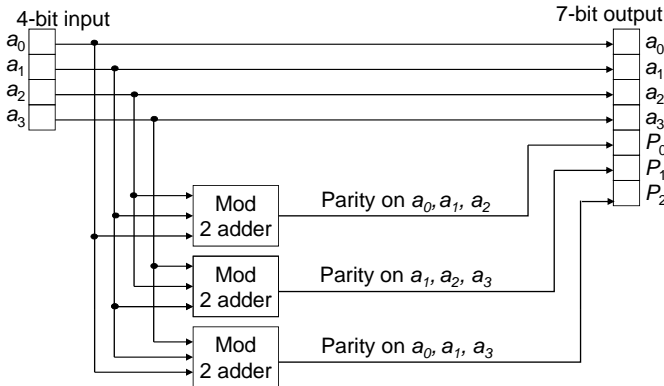 4-bit input
7-bit output
a0
a1
a2
a3
a0
a1
a2
a3
P0
P1
P2
Mod
2 adder
Parity on a0, a1, a2
Mod
2 adder
Parity on a1, a2, a3
Mod
2 adder
Parity on a0, a1, a3